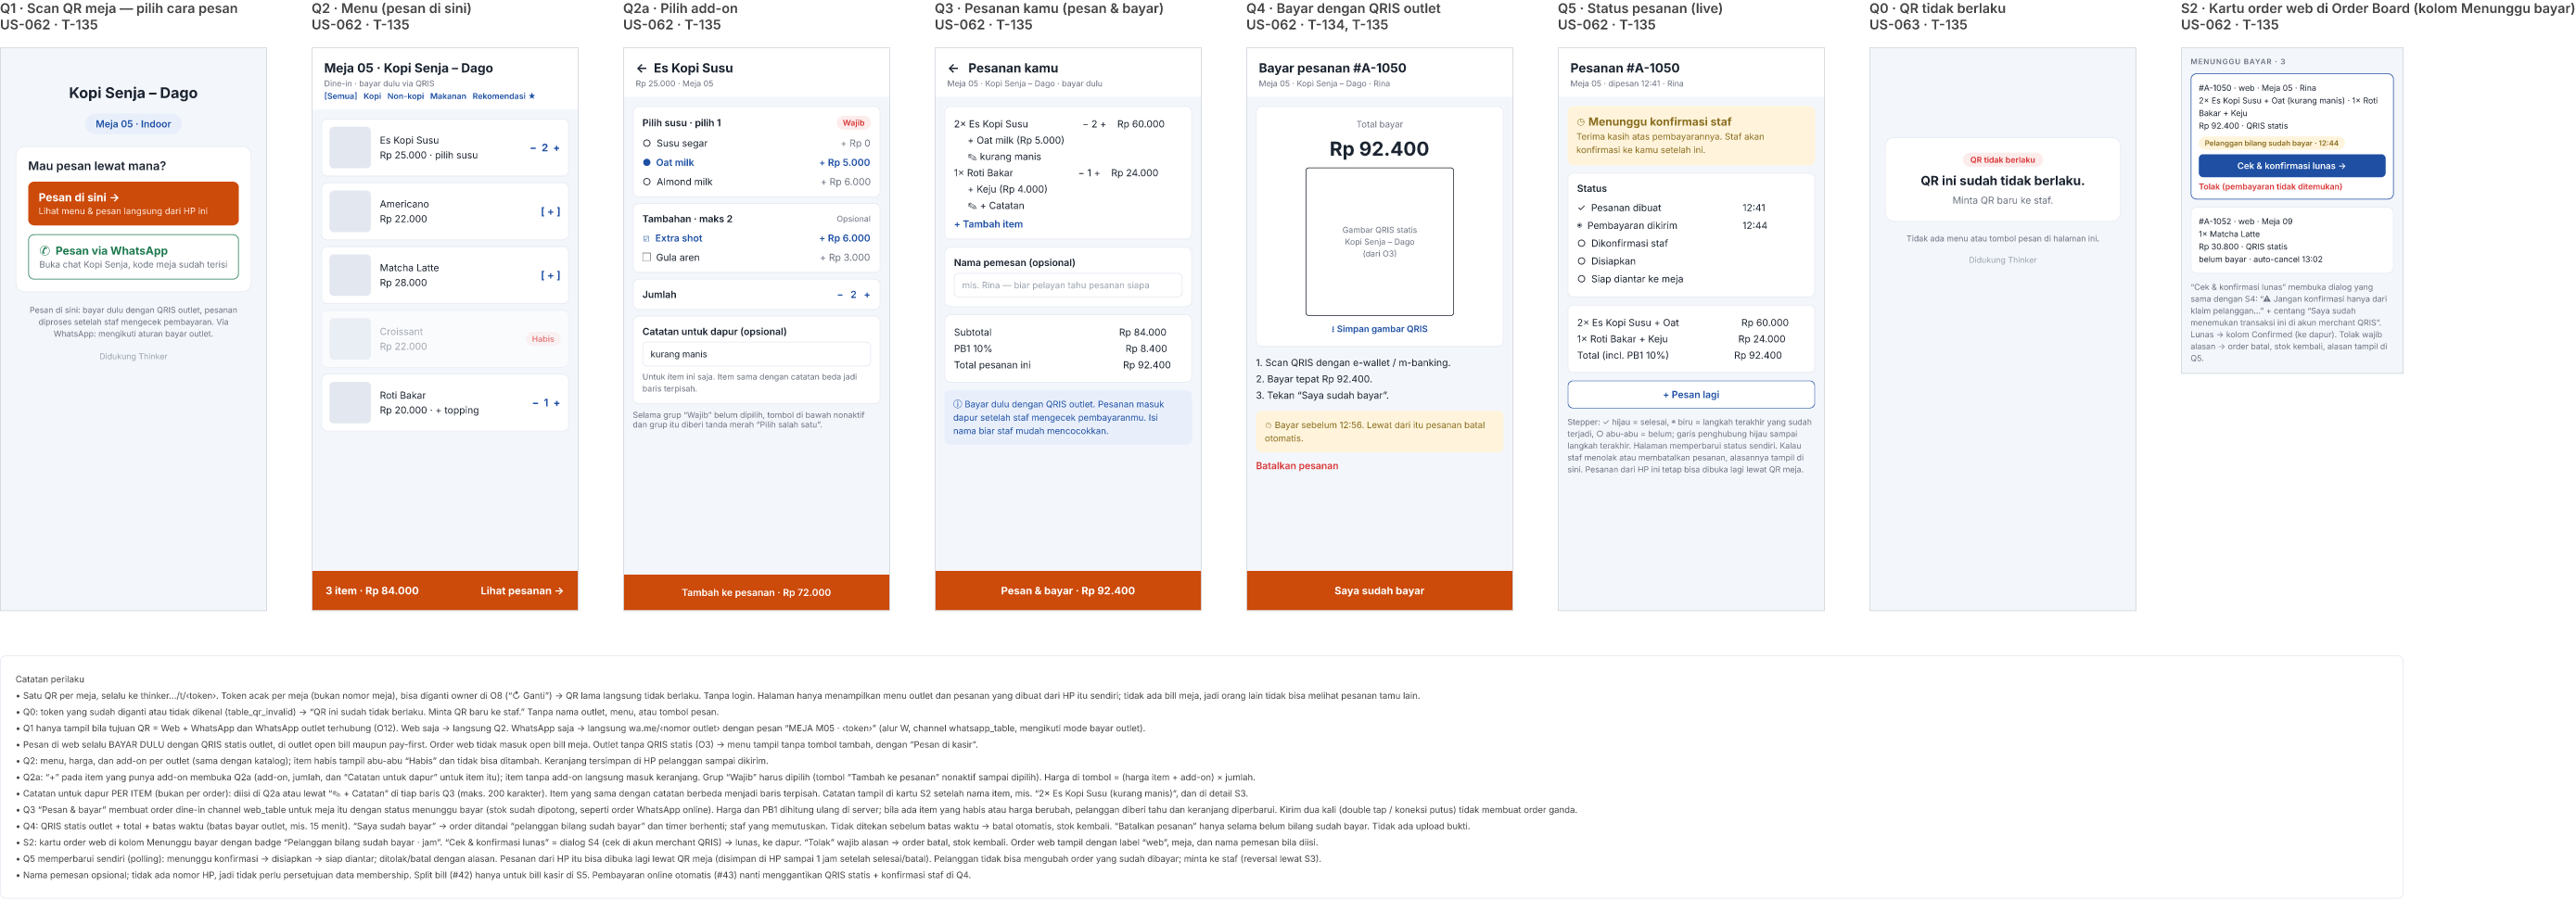 Q1 · Scan QR meja — pilih cara pesan
US-062 · T-135
Kopi Senja – Dago
Meja 05 · Indoor
Mau pesan lewat mana?
Pesan di sini →
Lihat menu & pesan langsung dari HP ini
✆ Pesan via WhatsApp
Buka chat Kopi Senja, kode meja sudah terisi
Pesan di sini: bayar dulu dengan QRIS outlet, pesanan
diproses setelah staf mengecek pembayaran. Via
WhatsApp: mengikuti aturan bayar outlet.
Didukung Thinker
Q2 · Menu (pesan di sini)
US-062 · T-135
Meja 05 · Kopi Senja – Dago
Dine-in · bayar dulu via QRIS
[Semua] Kopi Non-kopi Makanan Rekomendasi ★
Es Kopi Susu
Rp 25.000 · pilih susu
− 2 +
Americano
Rp 22.000
[ + ]
Matcha Latte
Rp 28.000
[ + ]
Croissant
Rp 22.000
Habis
Roti Bakar
Rp 20.000 · + topping
− 1 +
3 item · Rp 84.000
Lihat pesanan →
Q2a · Pilih add-on
US-062 · T-135
← Es Kopi Susu
Rp 25.000 · Meja 05
Pilih susu · pilih 1
Wajib
○ Susu segar + Rp 0
● Oat milk + Rp 5.000
○ Almond milk + Rp 6.000
Tambahan · maks 2
Opsional
☑ Extra shot + Rp 6.000
☐ Gula aren + Rp 3.000
Jumlah − 2 +
Catatan untuk dapur (opsional)
kurang manis
Untuk item ini saja. Item sama dengan catatan beda jadi
baris terpisah.
Selama grup "Wajib" belum dipilih, tombol di bawah nonaktif
dan grup itu diberi tanda merah "Pilih salah satu".
Tambah ke pesanan · Rp 72.000
Q3 · Pesanan kamu (pesan & bayar)
US-062 · T-135
← Pesanan kamu
Meja 05 · Kopi Senja – Dago · bayar dulu
2× Es Kopi Susu − 2 + Rp 60.000
+ Oat milk (Rp 5.000)
✎ kurang manis
1× Roti Bakar − 1 + Rp 24.000
+ Keju (Rp 4.000)
✎ + Catatan
+ Tambah item
Nama pemesan (opsional)
mis. Rina — biar pelayan tahu pesanan siapa
Subtotal Rp 84.000
PB1 10% Rp 8.400
Total pesanan ini Rp 92.400
ⓘ Bayar dulu dengan QRIS outlet. Pesanan masuk
dapur setelah staf mengecek pembayaranmu. Isi
nama biar staf mudah mencocokkan.
Pesan & bayar · Rp 92.400
Q4 · Bayar dengan QRIS outlet
US-062 · T-134, T-135
Bayar pesanan #A-1050
Meja 05 · Kopi Senja – Dago · Rina
Total bayar
Rp 92.400
Gambar QRIS statis
Kopi Senja – Dago
(dari O3)
⭳ Simpan gambar QRIS
1. Scan QRIS dengan e-wallet / m-banking.
2. Bayar tepat Rp 92.400.
3. Tekan "Saya sudah bayar".
◷ Bayar sebelum 12:56. Lewat dari itu pesanan batal
otomatis.
Batalkan pesanan
Saya sudah bayar
Q5 · Status pesanan (live)
US-062 · T-135
Pesanan #A-1050
Meja 05 · dipesan 12:41 · Rina
◷ Menunggu konfirmasi staf
Terima kasih atas pembayarannya. Staf akan
konfirmasi ke kamu setelah ini.
Status
✓ Pesanan dibuat 12:41
◉ Pembayaran dikirim 12:44
○ Dikonfirmasi staf
○ Disiapkan
○ Siap diantar ke meja
2× Es Kopi Susu + Oat Rp 60.000
1× Roti Bakar + Keju Rp 24.000
Total (incl. PB1 10%) Rp 92.400
+ Pesan lagi
Stepper: ✓ hijau = selesai, ◉ biru = langkah terakhir yang sudah
terjadi, ○ abu-abu = belum; garis penghubung hijau sampai
langkah terakhir. Halaman memperbarui status sendiri. Kalau
staf menolak atau membatalkan pesanan, alasannya tampil di
sini. Pesanan dari HP ini tetap bisa dibuka lagi lewat QR meja.
Q0 · QR tidak berlaku
US-063 · T-135
QR tidak berlaku
QR ini sudah tidak berlaku.
Minta QR baru ke staf.
Tidak ada menu atau tombol pesan di halaman ini.
Didukung Thinker
S2 · Kartu order web di Order Board (kolom Menunggu bayar)
US-062 · T-135
MENUNGGU BAYAR · 3
#A-1050 · web · Meja 05 · Rina
2× Es Kopi Susu + Oat (kurang manis) · 1× Roti
Bakar + Keju
Rp 92.400 · QRIS statis
Pelanggan bilang sudah bayar · 12:44
Cek & konfirmasi lunas →
Tolak (pembayaran tidak ditemukan)
#A-1052 · web · Meja 09
1× Matcha Latte
Rp 30.800 · QRIS statis
belum bayar · auto-cancel 13:02
"Cek & konfirmasi lunas" membuka dialog yang
sama dengan S4: "⚠ Jangan konfirmasi hanya dari
klaim pelanggan…" + centang "Saya sudah
menemukan transaksi ini di akun merchant QRIS".
Lunas → kolom Confirmed (ke dapur). Tolak wajib
alasan → order batal, stok kembali, alasan tampil di
Q5.
Catatan perilaku
• Satu QR per meja, selalu ke thinker…/t/‹token›. Token acak per meja (bukan nomor meja), bisa diganti owner di O8 ("↻ Ganti") → QR lama langsung tidak berlaku. Tanpa login. Halaman hanya menampilkan menu outlet dan pesanan yang dibuat dari HP itu sendiri; tidak ada bill meja, jadi orang lain tidak bisa melihat pesanan tamu lain.
• Q0: token yang sudah diganti atau tidak dikenal (table_qr_invalid) → "QR ini sudah tidak berlaku. Minta QR baru ke staf." Tanpa nama outlet, menu, atau tombol pesan.
• Q1 hanya tampil bila tujuan QR = Web + WhatsApp dan WhatsApp outlet terhubung (O12). Web saja → langsung Q2. WhatsApp saja → langsung wa.me/‹nomor outlet› dengan pesan "MEJA M05 · ‹token›" (alur W, channel whatsapp_table, mengikuti mode bayar outlet).
• Pesan di web selalu BAYAR DULU dengan QRIS statis outlet, di outlet open bill maupun pay-first. Order web tidak masuk open bill meja. Outlet tanpa QRIS statis (O3) → menu tampil tanpa tombol tambah, dengan "Pesan di kasir".
• Q2: menu, harga, dan add-on per outlet (sama dengan katalog); item habis tampil abu-abu "Habis" dan tidak bisa ditambah. Keranjang tersimpan di HP pelanggan sampai dikirim.
• Q2a: "+" pada item yang punya add-on membuka Q2a (add-on, jumlah, dan "Catatan untuk dapur" untuk item itu); item tanpa add-on langsung masuk keranjang. Grup "Wajib" harus dipilih (tombol "Tambah ke pesanan" nonaktif sampai dipilih). Harga di tombol = (harga item + add-on) × jumlah.
• Catatan untuk dapur PER ITEM (bukan per order): diisi di Q2a atau lewat "✎ + Catatan" di tiap baris Q3 (maks. 200 karakter). Item yang sama dengan catatan berbeda menjadi baris terpisah. Catatan tampil di kartu S2 setelah nama item, mis. "2× Es Kopi Susu (kurang manis)", dan di detail S3.
• Q3 "Pesan & bayar" membuat order dine-in channel web_table untuk meja itu dengan status menunggu bayar (stok sudah dipotong, seperti order WhatsApp online). Harga dan PB1 dihitung ulang di server; bila ada item yang habis atau harga berubah, pelanggan diberi tahu dan keranjang diperbarui. Kirim dua kali (double tap / koneksi putus) tidak membuat order ganda.
• Q4: QRIS statis outlet + total + batas waktu (batas bayar outlet, mis. 15 menit). "Saya sudah bayar" → order ditandai "pelanggan bilang sudah bayar" dan timer berhenti; staf yang memutuskan. Tidak ditekan sebelum batas waktu → batal otomatis, stok kembali. "Batalkan pesanan" hanya selama belum bilang sudah bayar. Tidak ada upload bukti.
• S2: kartu order web di kolom Menunggu bayar dengan badge "Pelanggan bilang sudah bayar · jam". "Cek & konfirmasi lunas" = dialog S4 (cek di akun merchant QRIS) → lunas, ke dapur. "Tolak" wajib alasan → order batal, stok kembali. Order web tampil dengan label "web", meja, dan nama pemesan bila diisi.
• Q5 memperbarui sendiri (polling): menunggu konfirmasi → disiapkan → siap diantar; ditolak/batal dengan alasan. Pesanan dari HP itu bisa dibuka lagi lewat QR meja (disimpan di HP sampai 1 jam setelah selesai/batal). Pelanggan tidak bisa mengubah order yang sudah dibayar; minta ke staf (reversal lewat S3).
• Nama pemesan opsional; tidak ada nomor HP, jadi tidak perlu persetujuan data membership. Split bill (#42) hanya untuk bill kasir di S5. Pembayaran online otomatis (#43) nanti menggantikan QRIS statis + konfirmasi staf di Q4.